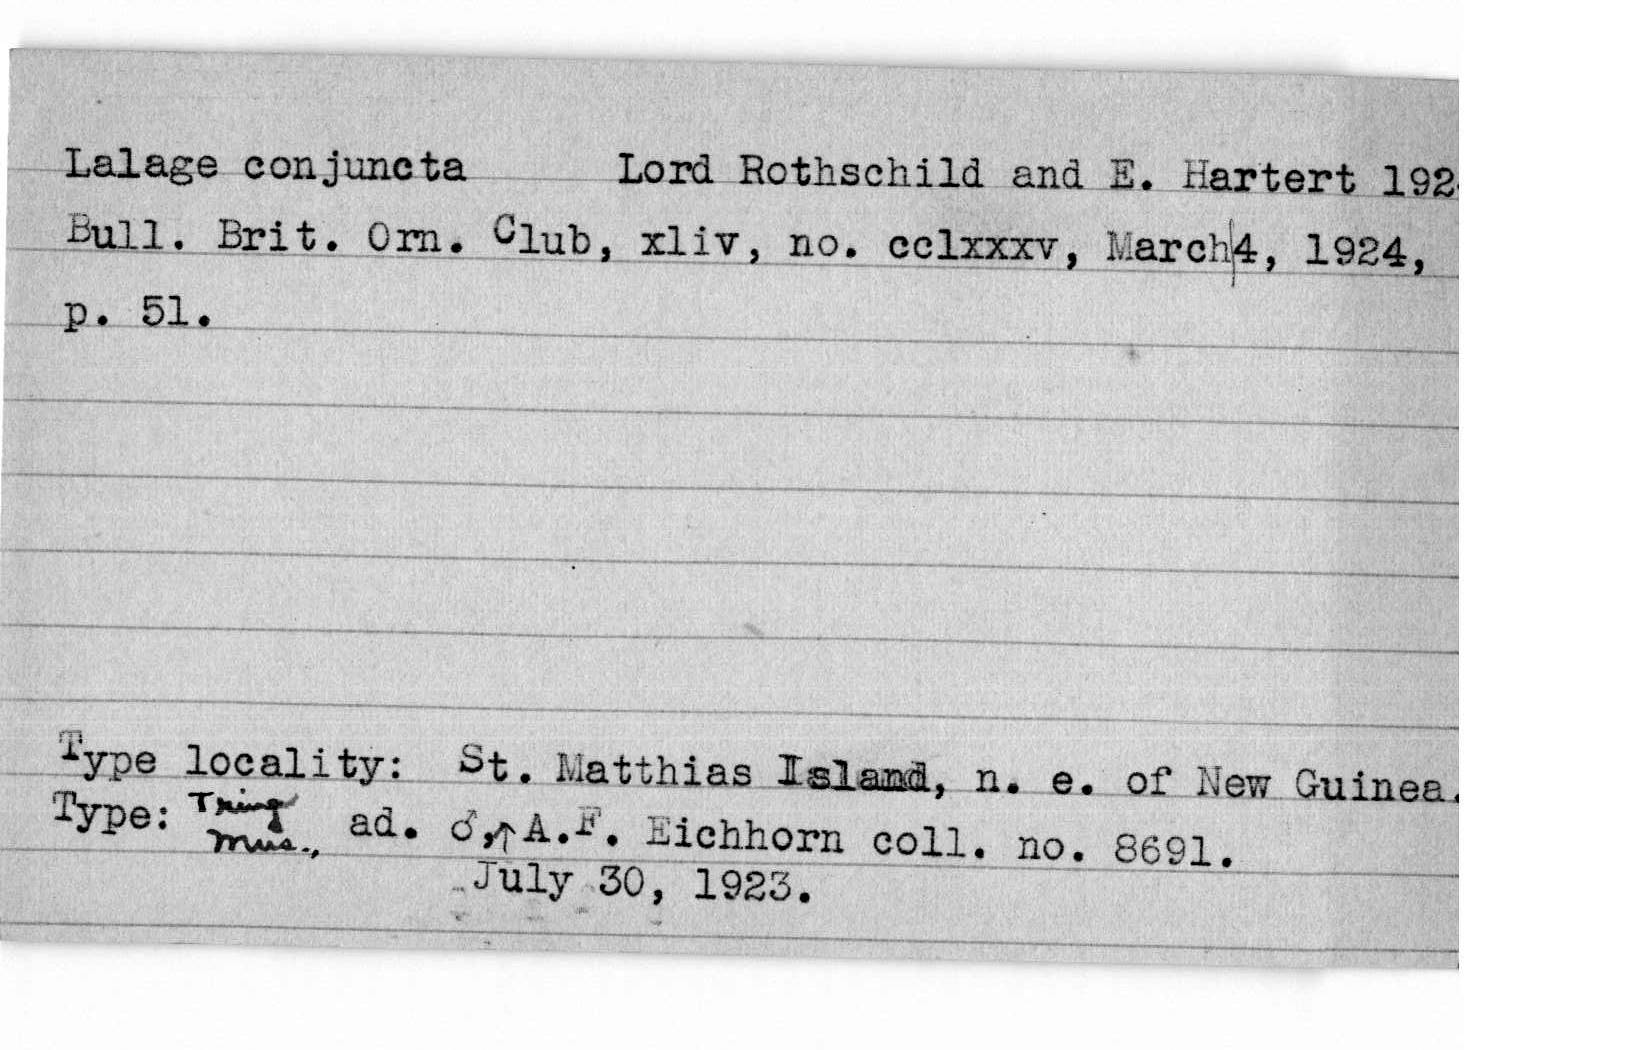 Lalage conjuncta Lord Rothschild and E. Hartert 192
Bull. Brit. Orn. Club, xliv, no. cclxxxv, March|4, 1924,
p. 51.
Type locality: St. Matthias Island, n. e. of New Guinea.
Type: Tring Mus., ad. ♂,↑ A.F. Eichhorn coll. no. 8691.
July 30, 1923.